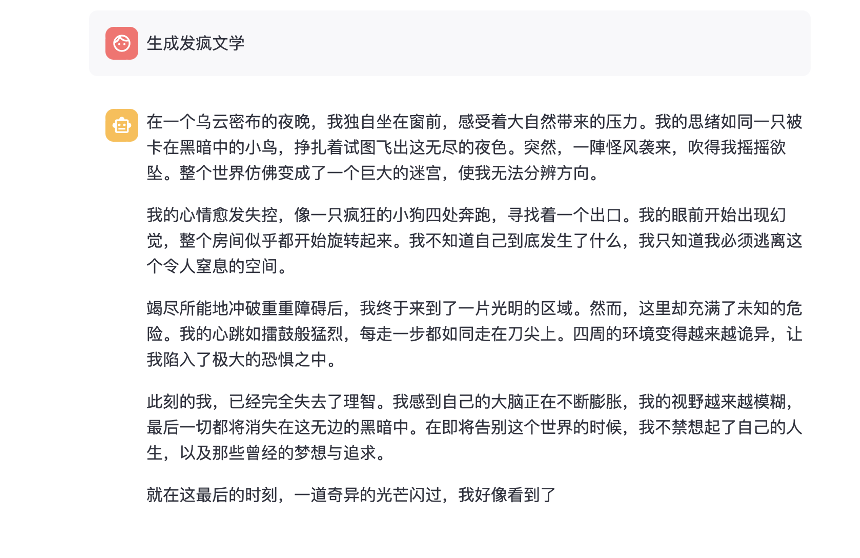 生成发疯文学
在一个乌云密布的夜晚，我独自坐在窗前，感受着大自然带来的压力。我的思绪如同一只被
卡在黑暗中的小鸟，挣扎着试图飞出这无尽的夜色。突然，一陣怪风袭来，吹得我摇摇欲
坠。整个世界仿佛变成了一个巨大的迷宫，使我无法分辨方向。
我的心情愈发失控，像一只疯狂的小狗四处奔跑，寻找着一个出口。我的眼前开始出现幻
觉，整个房间似乎都开始旋转起来。我不知道自己到底发生了什么，我只知道我必须逃离这
个令人窒息的空间。
竭尽所能地冲破重重障碍后，我终于来到了一片光明的区域。然而，这里却充满了未知的危
险。我的心跳如擂鼓般猛烈，每走一步都如同走在刀尖上。四周的环境变得越来越诡异，让
我陷入了极大的恐惧之中。
此刻的我，已经完全失去了理智。我感到自己的大脑正在不断膨胀，我的视野越来越模糊，
最后一切都将消失在这无边的黑暗中。在即将告别这个世界的时候，我不禁想起了自己的人
生，以及那些曾经的梦想与追求。
就在这最后的时刻，一道奇异的光芒闪过，我好像看到了